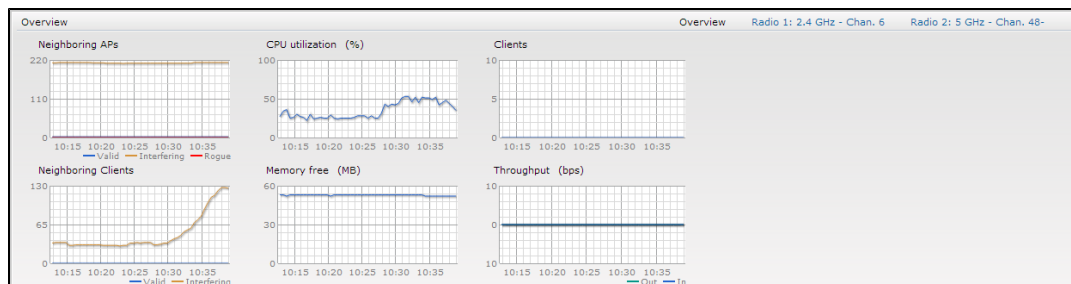 Overview
Overview Radio 1: 2.4 GHz - Chan. 6 Radio 2: 5 GHz - Chan. 48-
Neighboring APs
220
110
0
10:15 10:20 10:25 10:30 10:35
Valid Interfering Rogue
CPU utilization (%)
100
50
0
10:15 10:20 10:25 10:30 10:35
Clients
10
5
0
10:15 10:20 10:25 10:30 10:35
Neighboring Clients
130
65
0
10:15 10:20 10:25 10:30 10:35
Valid Interfering
Memory free (MB)
60
30
0
10:15 10:20 10:25 10:30 10:35
Throughput (bps)
10
0
10
10:15 10:20 10:25 10:30 10:35
Out In